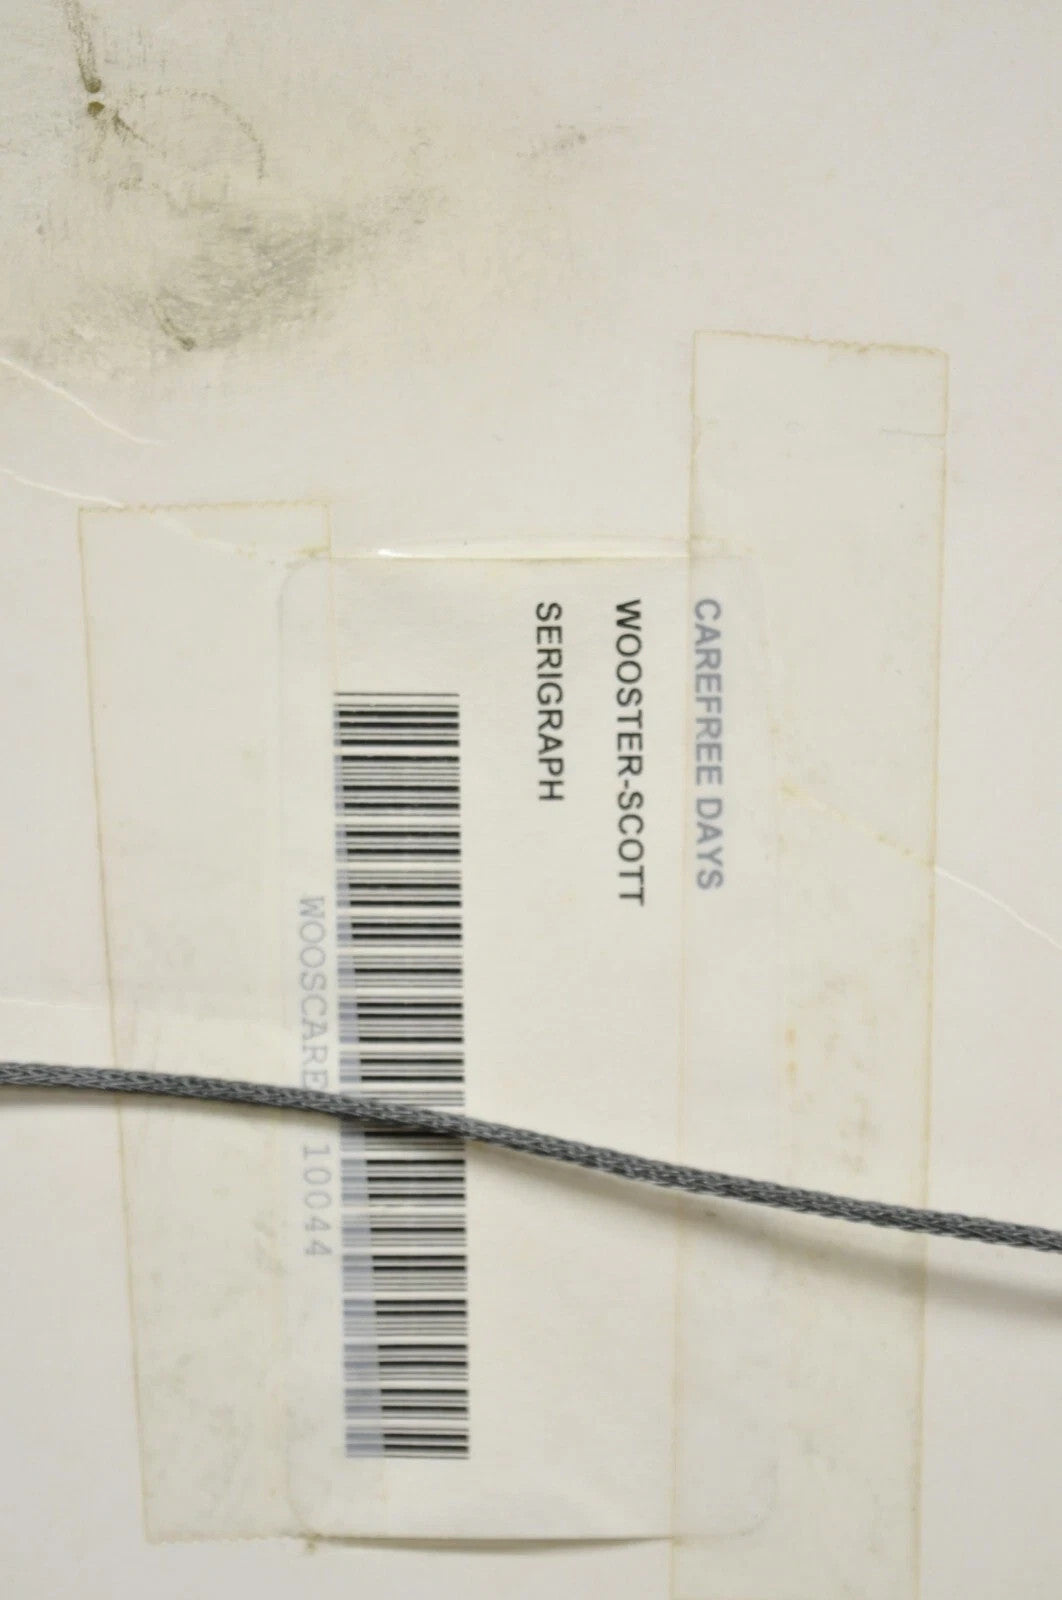 CAREFREE DAYS
WOOSTER-SCOTT
SERIGRAPH
WOOSCARE 10044